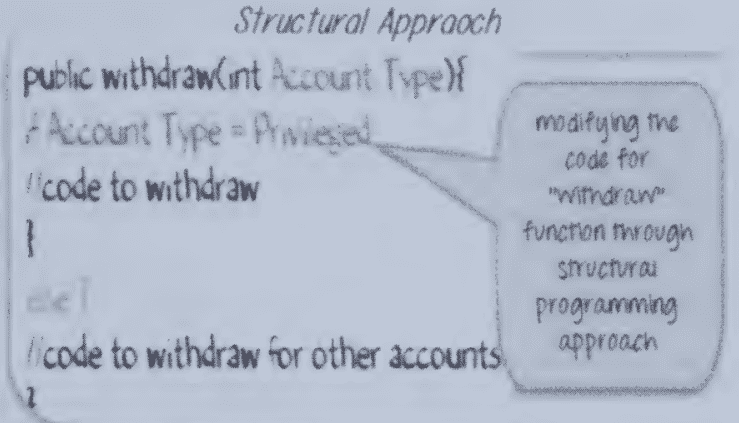 Structural Appraoch
public withdraw(int Account Type){
Account Type = Privileged
//code to withdraw
}
//code to withdraw for other accounts
}
modifying the
code for
"withdraw"
function through
structural
programming
approach